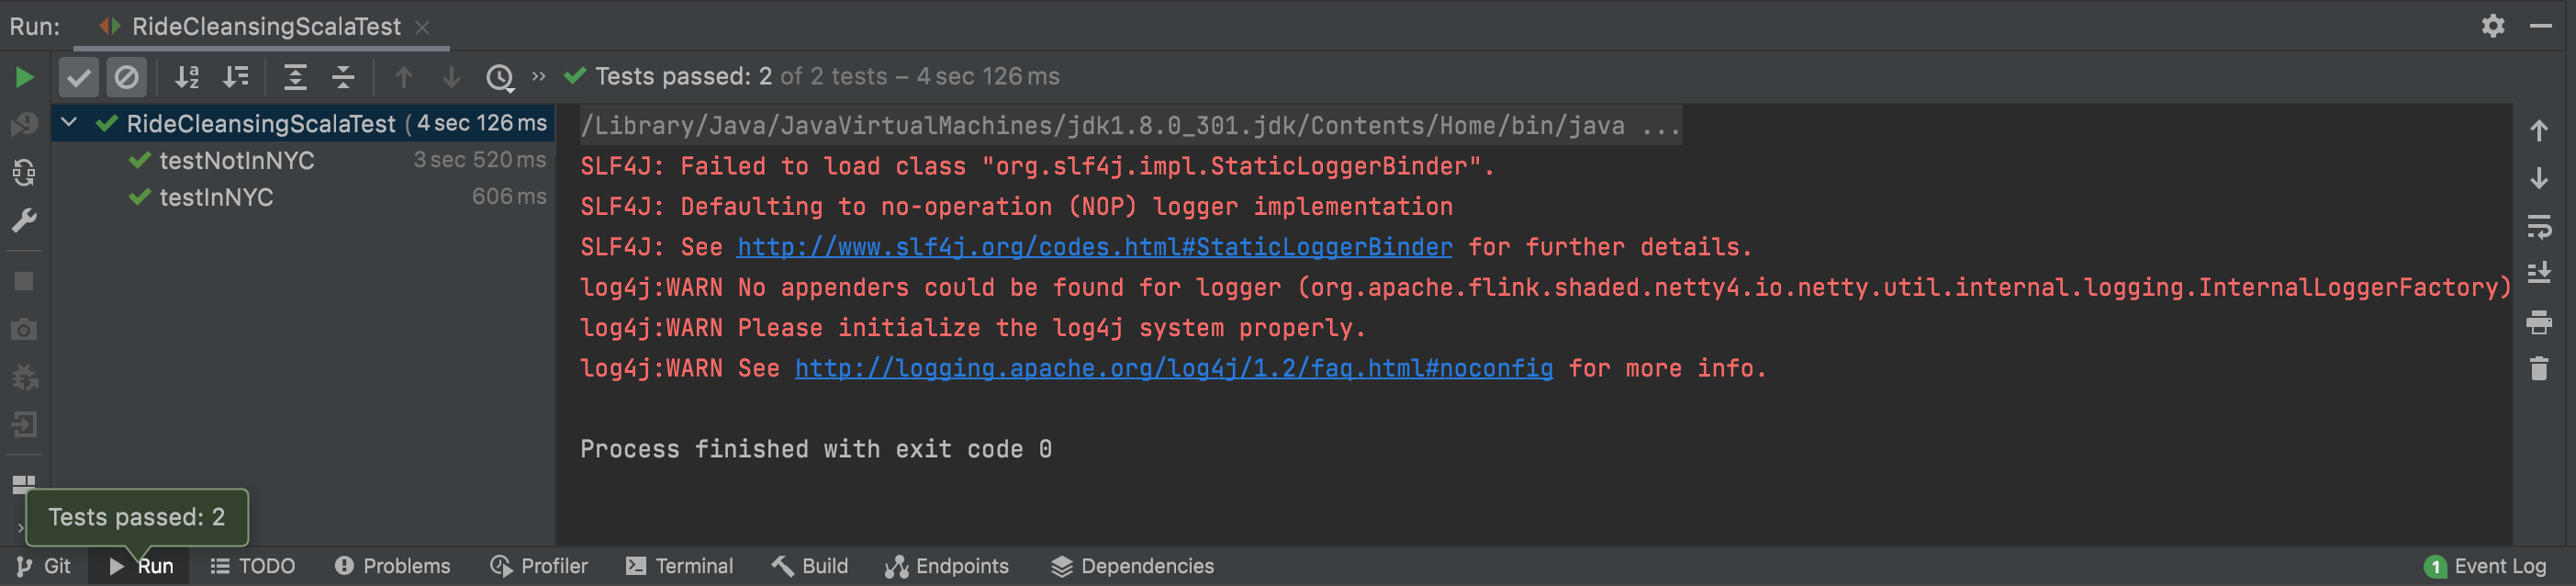 Run: RideCleansingScalaTest
Tests passed: 2 of 2 tests – 4 sec 126 ms
RideCleansingScalaTest ( 4 sec 126 ms
testNotInNYC 3 sec 520 ms
testInNYC 606 ms
/Library/Java/JavaVirtualMachines/jdk1.8.0_301.jdk/Contents/Home/bin/java ...
SLF4J: Failed to load class "org.slf4j.impl.StaticLoggerBinder".
SLF4J: Defaulting to no-operation (NOP) logger implementation
SLF4J: See http://www.slf4j.org/codes.html#StaticLoggerBinder for further details.
log4j:WARN No appenders could be found for logger (org.apache.flink.shaded.netty4.io.netty.util.internal.logging.InternalLoggerFactory)
log4j:WARN Please initialize the log4j system properly.
log4j:WARN See http://logging.apache.org/log4j/1.2/faq.html#noconfig for more info.
Process finished with exit code 0
Tests passed: 2
Git Run TODO Problems Profiler Terminal Build Endpoints Dependencies 1 Event Log